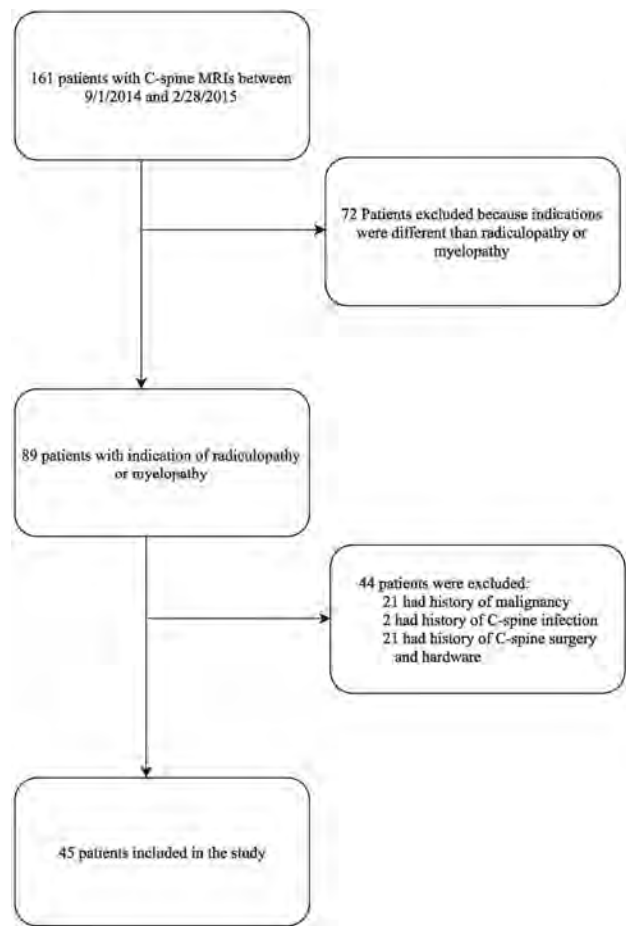 161 patients with C-spine MRIs between
9/1/2014 and 2/28/2015
72 Patients excluded because indications
were different than radiculopathy or
myelopathy
89 patients with indication of radiculopathy
or myelopathy
44 patients were excluded:
21 had history of malignancy
2 had history of C-spine infection
21 had history of C-spine surgery
and hardware
45 patients included in the study